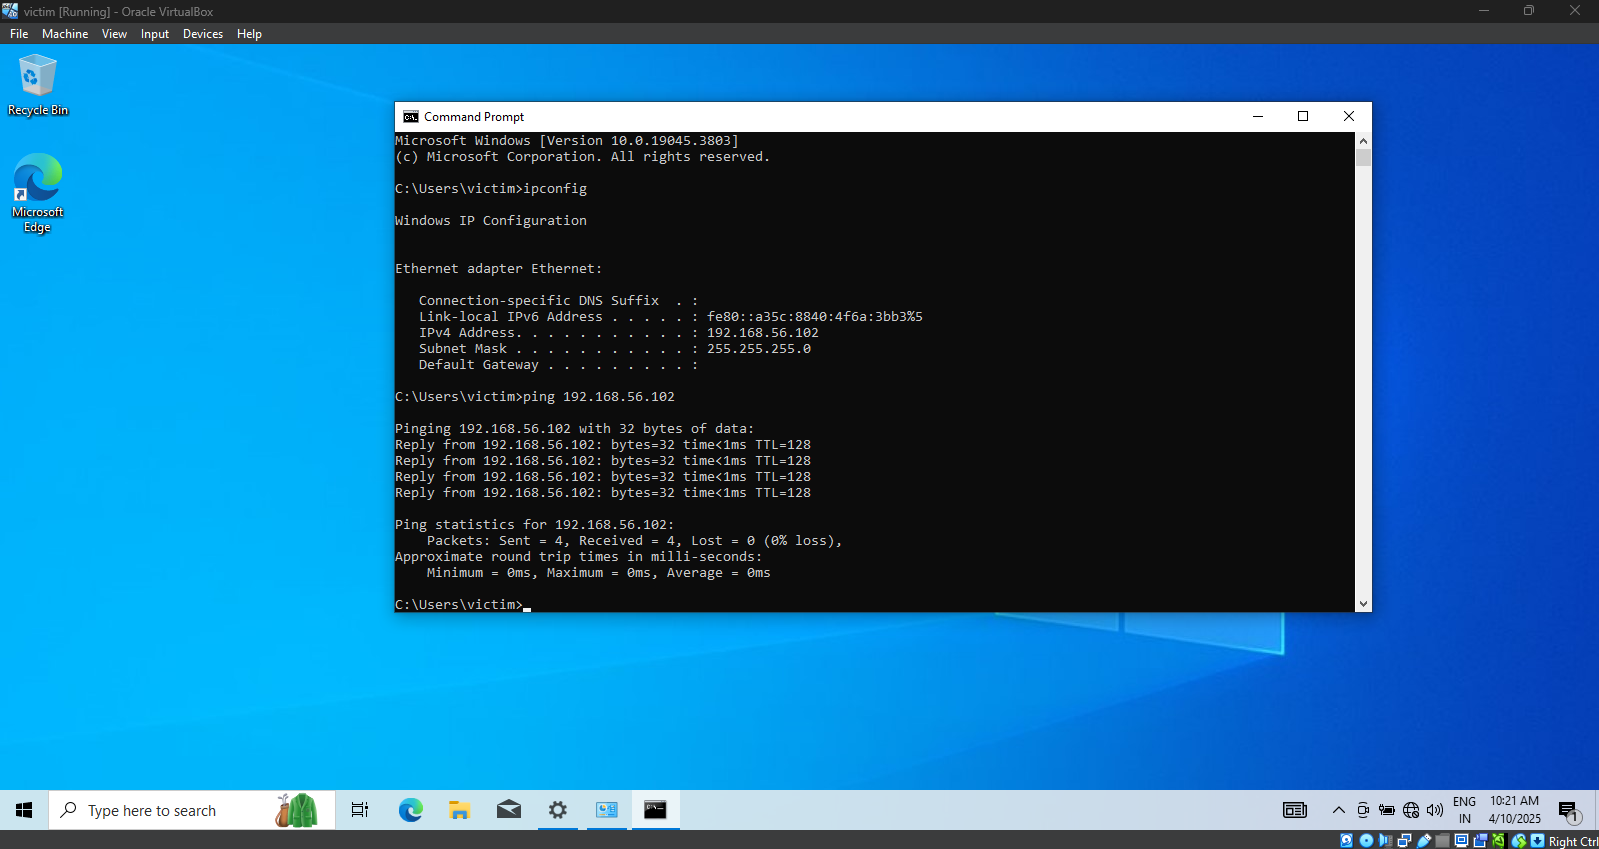 victim [Running] - Oracle VirtualBox
File Machine View Input Devices Help
Recycle Bin
Microsoft
Edge
Command Prompt
Microsoft Windows [Version 10.0.19045.3803]
(c) Microsoft Corporation. All rights reserved.
C:\Users\victim>ipconfig
Windows IP Configuration
Ethernet adapter Ethernet:
Connection-specific DNS Suffix  . :
Link-local IPv6 Address . . . . . : fe80::a35c:8840:4f6a:3bb3%5
IPv4 Address. . . . . . . . . . . : 192.168.56.102
Subnet Mask . . . . . . . . . . . : 255.255.255.0
Default Gateway . . . . . . . . . :
C:\Users\victim>ping 192.168.56.102
Pinging 192.168.56.102 with 32 bytes of data:
Reply from 192.168.56.102: bytes=32 time<1ms TTL=128
Reply from 192.168.56.102: bytes=32 time<1ms TTL=128
Reply from 192.168.56.102: bytes=32 time<1ms TTL=128
Reply from 192.168.56.102: bytes=32 time<1ms TTL=128
Ping statistics for 192.168.56.102:
Packets: Sent = 4, Received = 4, Lost = 0 (0% loss),
Approximate round trip times in milli-seconds:
Minimum = 0ms, Maximum = 0ms, Average = 0ms
C:\Users\victim>
Type here to search
ENG
IN
10:21 AM
4/10/2025
1
Right Ctrl